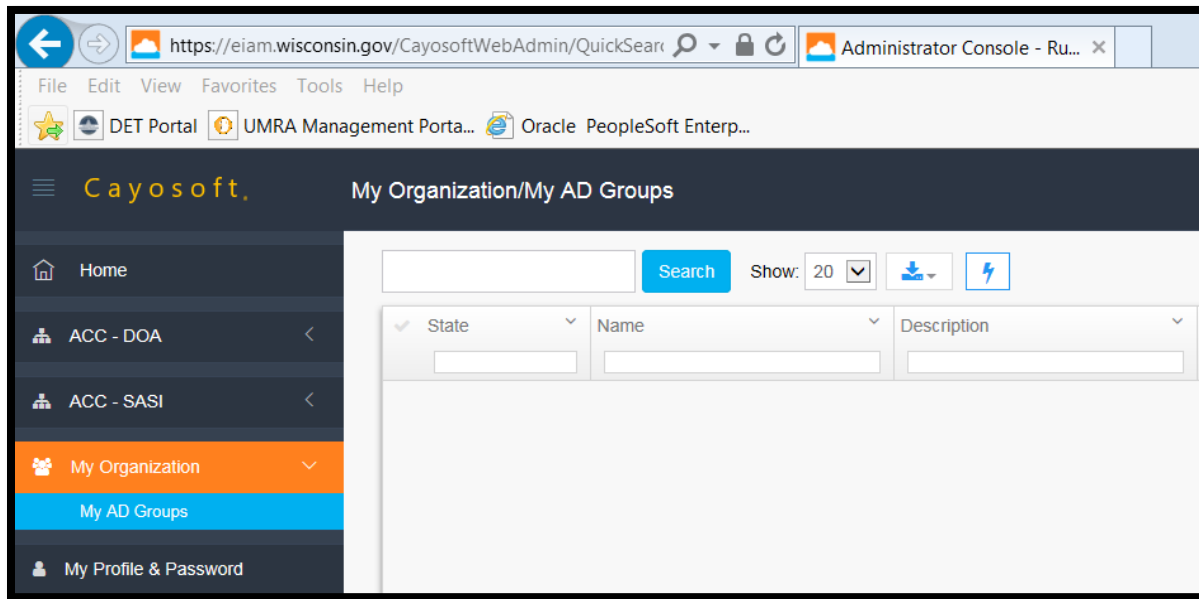 https://eiam.wisconsin.gov/CayosoftWebAdmin/QuickSearc Administrator Console - Ru...
File Edit View Favorites Tools Help
DET Portal UMRA Management Porta... Oracle PeopleSoft Enterp...
Cayosoft. My Organization/My AD Groups
Home Search Show: 20
State Name Description
ACC - DOA
ACC - SASI
My Organization
My AD Groups
My Profile & Password